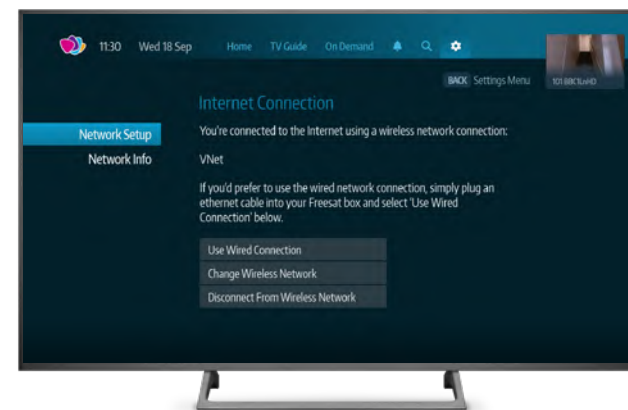 11:30 Wed 18 Sep Home TV Guide On Demand
BACK Settings Menu
Internet Connection
Network Setup
Network Info
You're connected to the Internet using a wireless network connection:
VNet
If you'd prefer to use the wired network connection, simply plug an
ethernet cable into your Freesat box and select 'Use Wired
Connection' below.
Use Wired Connection
Change Wireless Network
Disconnect From Wireless Network